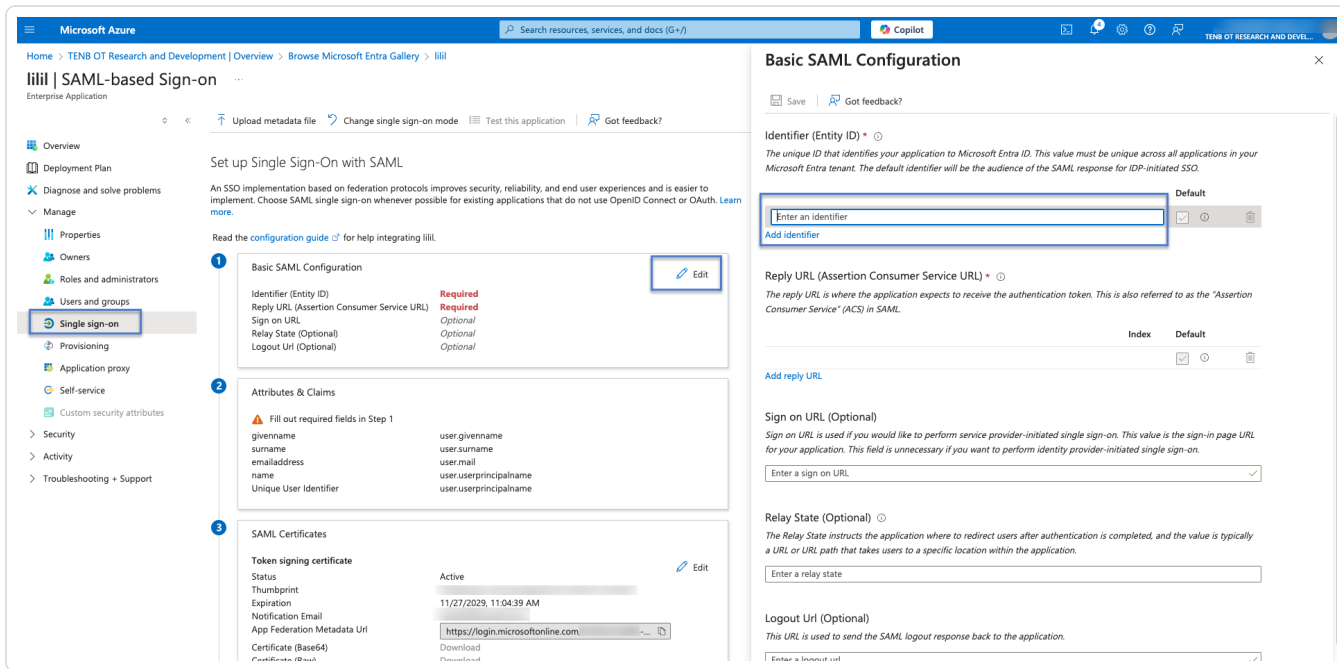 Microsoft Azure
Search resources, services, and docs (G+/)
Copilot
4
TENB OT RESEARCH AND DEVEL...
Home > TENB OT Research and Development | Overview > Browse Microsoft Entra Gallery > lilil
lilil | SAML-based Sign-on ...
Enterprise Application
Upload metadata file
Change single sign-on mode
Test this application
Got feedback?
Overview
Deployment Plan
Diagnose and solve problems
Manage
Properties
Owners
Roles and administrators
Users and groups
Single sign-on
Provisioning
Application proxy
Self-service
Custom security attributes
Security
Activity
Troubleshooting + Support
Set up Single Sign-On with SAML
An SSO implementation based on federation protocols improves security, reliability, and end user experiences and is easier to
implement. Choose SAML single sign-on whenever possible for existing applications that do not use OpenID Connect or OAuth. Learn
more.
Read the configuration guide for help integrating lilil.
1
Basic SAML Configuration
Edit
Identifier (Entity ID) Required
Reply URL (Assertion Consumer Service URL) Required
Sign on URL Optional
Relay State (Optional) Optional
Logout Url (Optional) Optional
2
Attributes & Claims
Fill out required fields in Step 1
givenname user.givenname
surname user.surname
emailaddress user.mail
name user.userprincipalname
Unique User Identifier user.userprincipalname
3
SAML Certificates
Token signing certificate
Edit
Status Active
Thumbprint
Expiration 11/27/2029, 11:04:39 AM
Notification Email
App Federation Metadata Url https://login.microsoftonline.com -...
Certificate (Base64) Download
Certificate (Raw) Download
Basic SAML Configuration
Save
Got feedback?
Identifier (Entity ID) *
The unique ID that identifies your application to Microsoft Entra ID. This value must be unique across all applications in your
Microsoft Entra tenant. The default identifier will be the audience of the SAML response for IDP-initiated SSO.
Default
Enter an identifier
Add identifier
Reply URL (Assertion Consumer Service URL) *
The reply URL is where the application expects to receive the authentication token. This is also referred to as the "Assertion
Consumer Service" (ACS) in SAML.
Index Default
Add reply URL
Sign on URL (Optional)
Sign on URL is used if you would like to perform service provider-initiated single sign-on. This value is the sign-in page URL
for your application. This field is unnecessary if you want to perform identity provider-initiated single sign-on.
Enter a sign on URL
Relay State (Optional)
The Relay State instructs the application where to redirect users after authentication is completed, and the value is typically
a URL or URL path that takes users to a specific location within the application.
Enter a relay state
Logout Url (Optional)
This URL is used to send the SAML logout response back to the application.
Enter a logout url